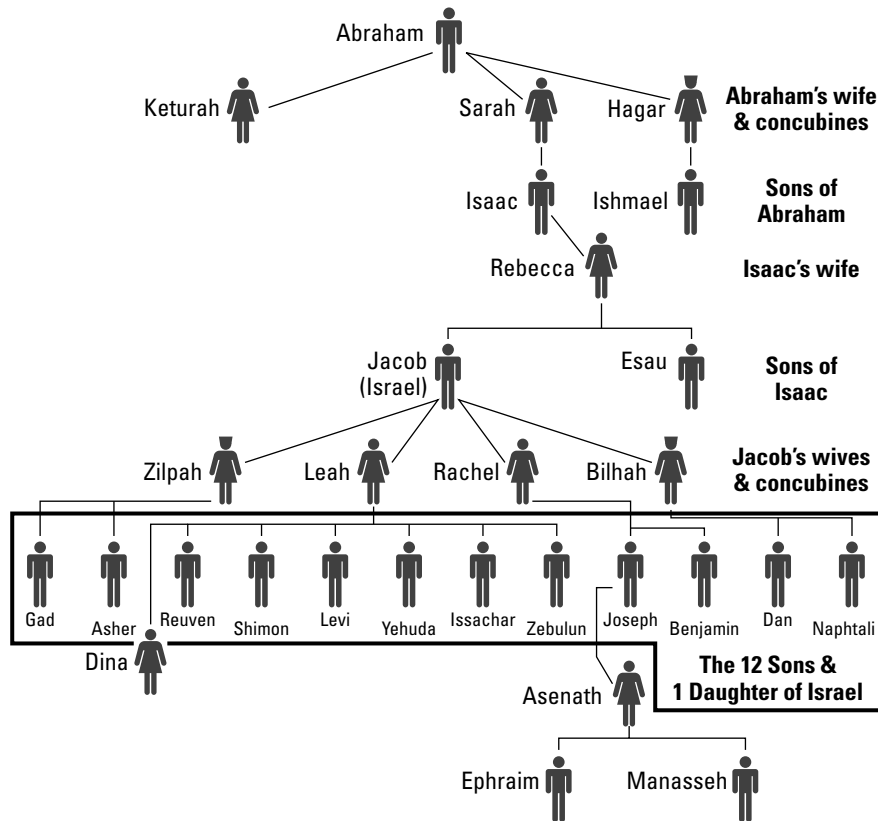 Abraham
Keturah
Sarah
Hagar
Abraham's wife
& concubines
Isaac
Ishmael
Sons of
Abraham
Rebecca
Isaac's wife
Jacob
(Israel)
Esau
Sons of
Isaac
Zilpah
Leah
Rachel
Bilhah
Jacob's wives
& concubines
Gad
Asher
Reuven
Shimon
Levi
Yehuda
Issachar
Zebulun
Joseph
Benjamin
Dan
Naphtali
Dina
The 12 Sons &
1 Daughter of Israel
Asenath
Ephraim
Manasseh